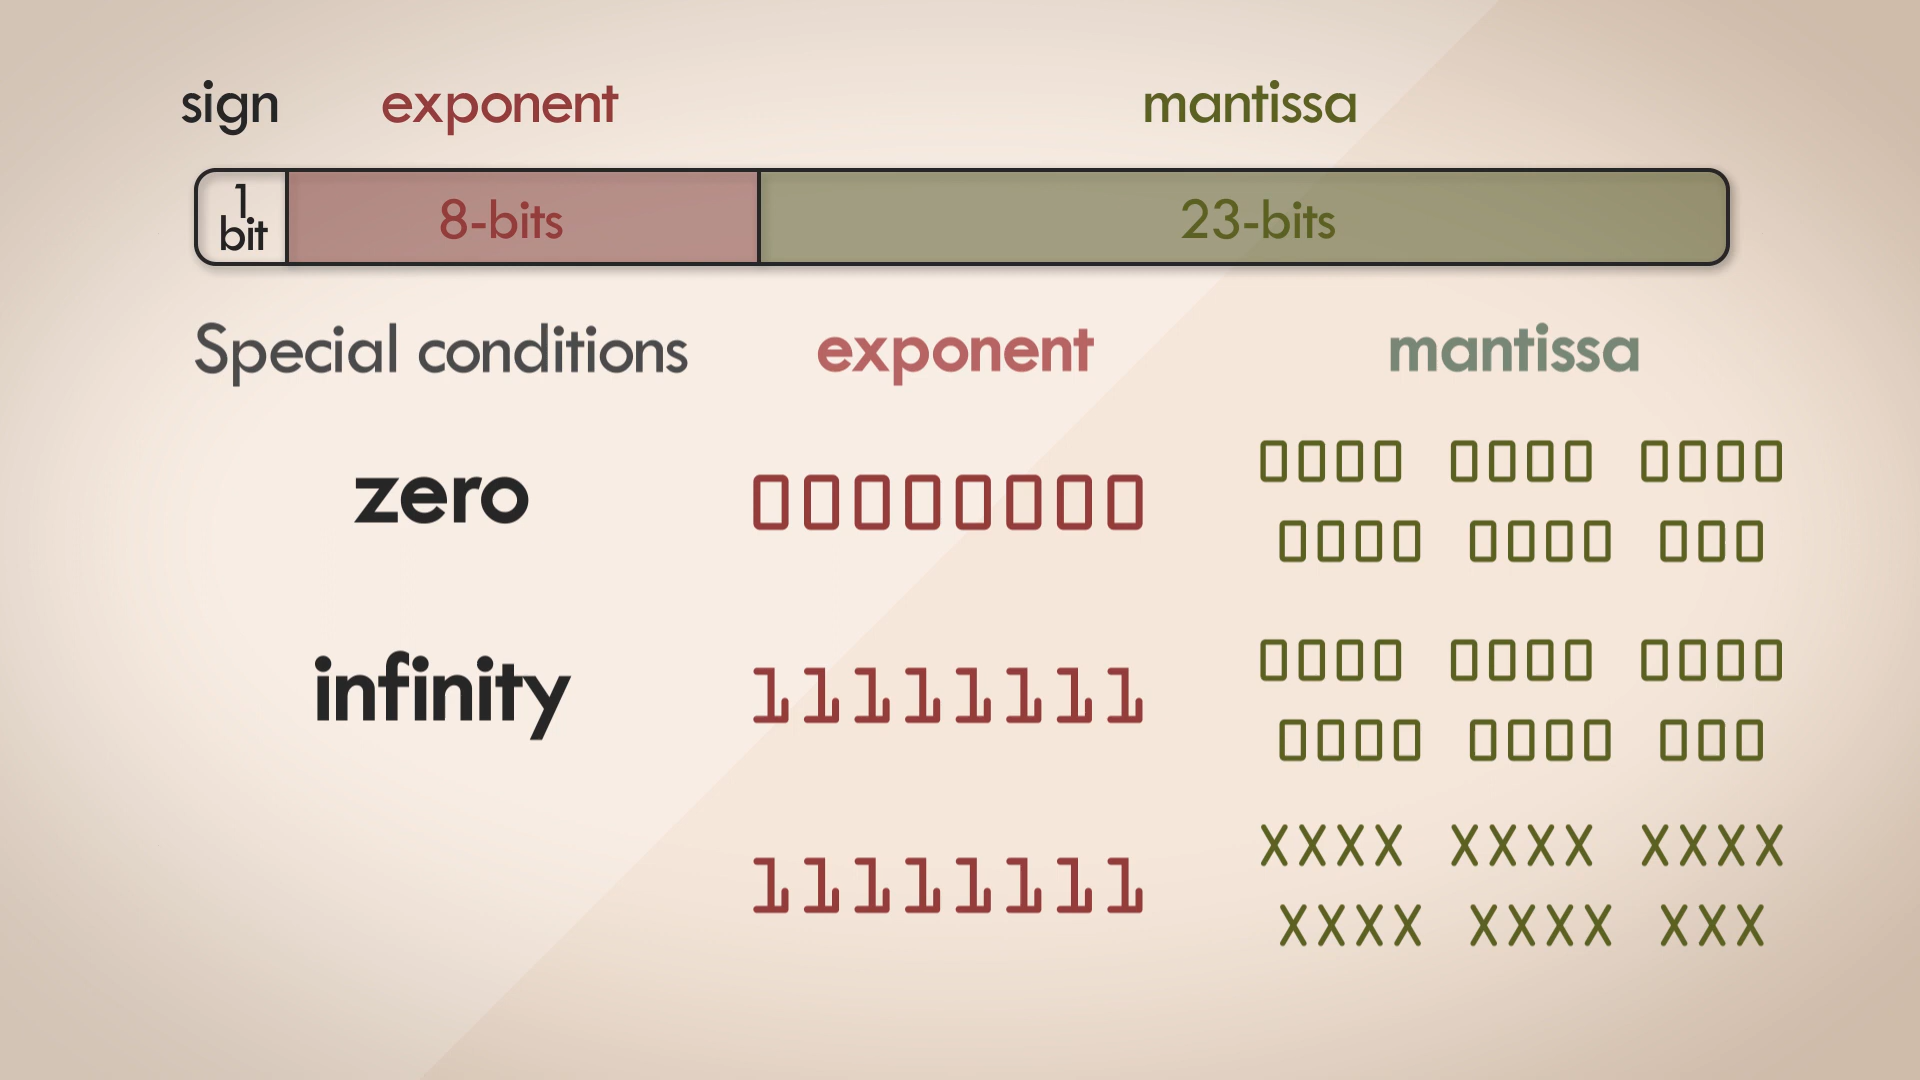 sign exponent mantissa
1 bit 8-bits 23-bits
Special conditions exponent mantissa
zero 00000000 0000 0000 0000
0000 0000 000
infinity 11111111 0000 0000 0000
0000 0000 000
11111111 XXXX XXXX XXXX
XXXX XXXX XXX